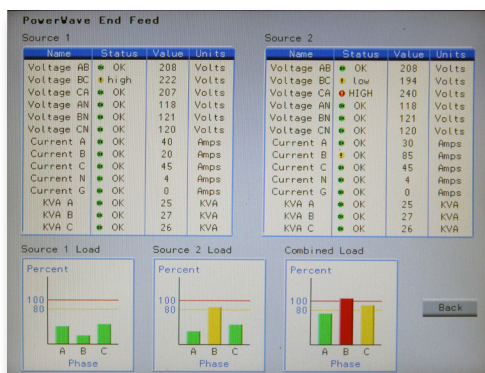 PowerWave End Feed
Source 1
Name Status Value Units
Voltage AB OK 208 Volts
Voltage BC high 222 Volts
Voltage CA OK 207 Volts
Voltage AN OK 118 Volts
Voltage BN OK 121 Volts
Voltage CN OK 120 Volts
Current A OK 40 Amps
Current B OK 20 Amps
Current C OK 45 Amps
Current N OK 4 Amps
Current G OK 0 Amps
KVA A OK 25 KVA
KVA B OK 27 KVA
KVA C OK 26 KVA
Source 2
Name Status Value Units
Voltage AB OK 208 Volts
Voltage BC low 194 Volts
Voltage CA HIGH 240 Volts
Voltage AN OK 118 Volts
Voltage BN OK 121 Volts
Voltage CN OK 120 Volts
Current A OK 30 Amps
Current B OK 85 Amps
Current C OK 45 Amps
Current N OK 4 Amps
Current G OK 0 Amps
KVA A OK 25 KVA
KVA B OK 27 KVA
KVA C OK 26 KVA
Source 1 Load
Percent
100
80
A B C
Phase
Source 2 Load
Percent
100
80
A B C
Phase
Combined Load
Percent
100
80
A B C
Phase
Back